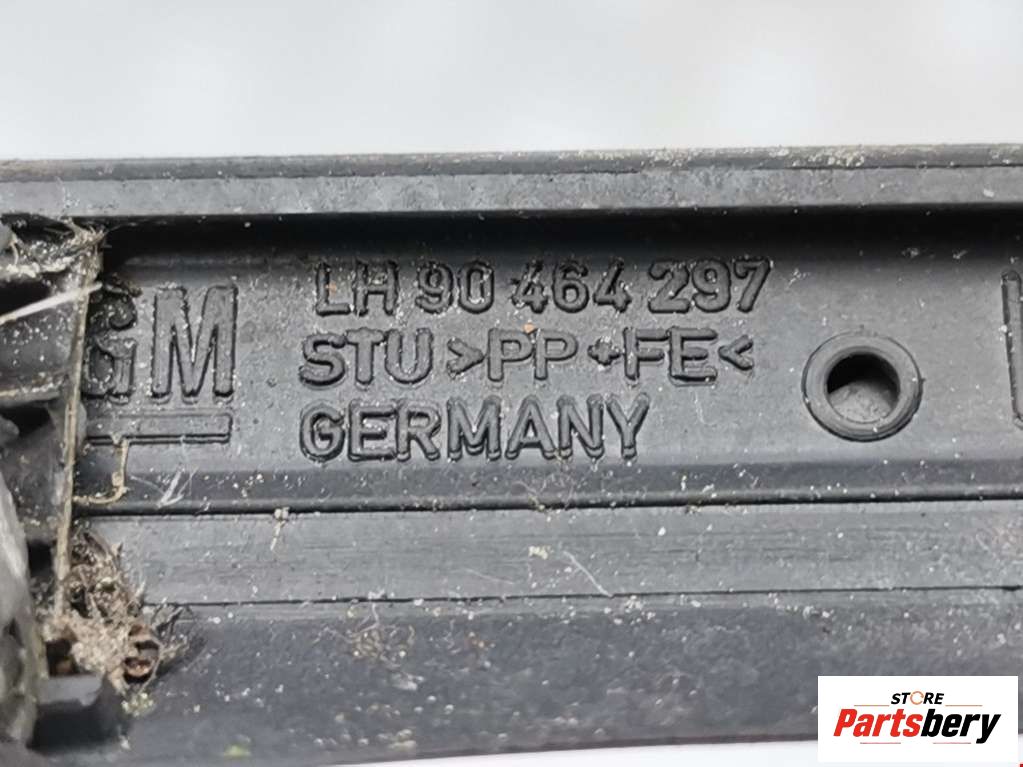 GM
LH 90 464 297
STU >PP+FE<
GERMANY
STORE
Partsbery